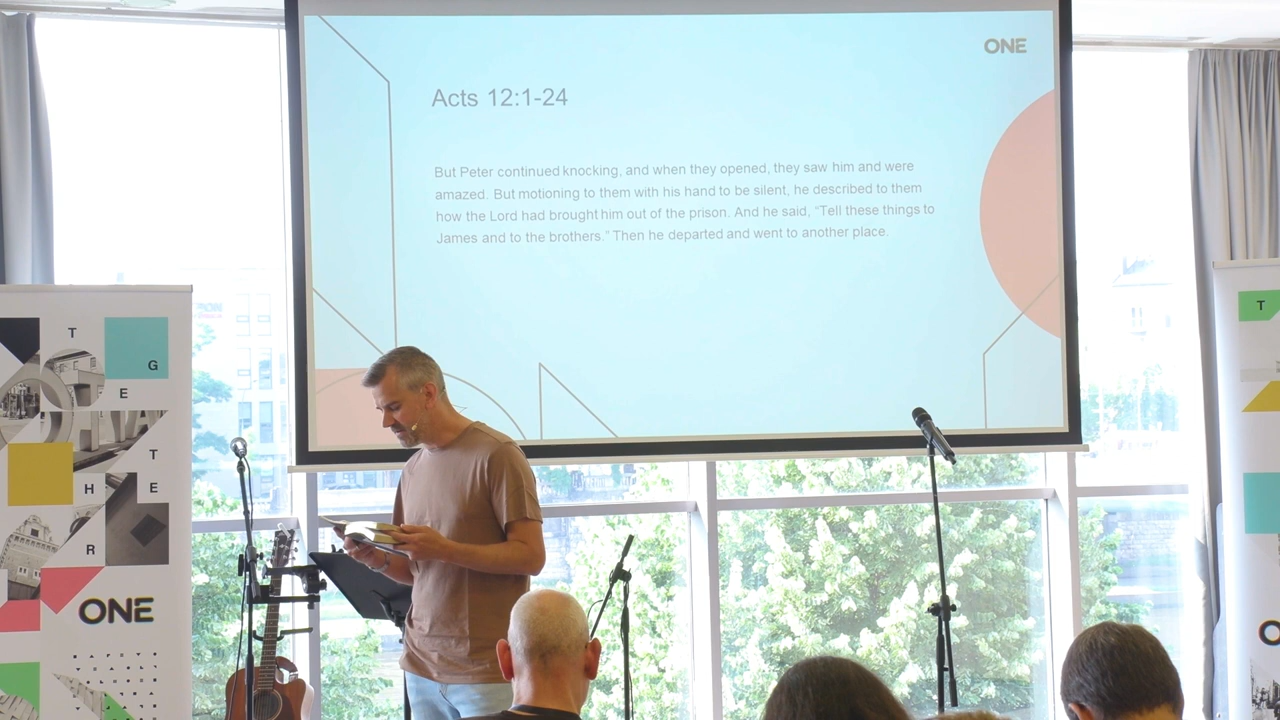 ONE
Acts 12:1-24
But Peter continued knocking, and when they opened, they saw him and were
amazed. But motioning to them with his hand to be silent, he described to them
how the Lord had brought him out of the prison. And he said, “Tell these things to
James and to the brothers.” Then he departed and went to another place.
T
G
E
T
H E
R
ONE
T